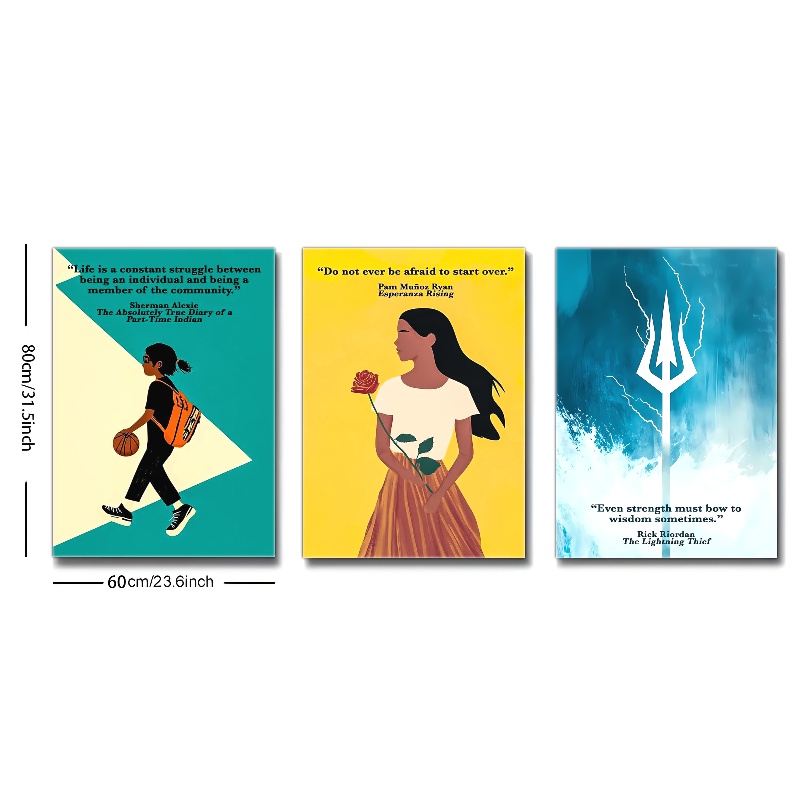 “Life is a constant struggle between
being an individual and being a
member of the community.”
Sherman Alexie
The Absolutely True Diary of a
Part-Time Indian
“Do not ever be afraid to start over.”
Pam Muñoz Ryan
Esperanza Rising
“Even strength must bow to
wisdom sometimes.”
Rick Riordan
The Lightning Thief
80cm/31.5inch
60cm/23.6inch